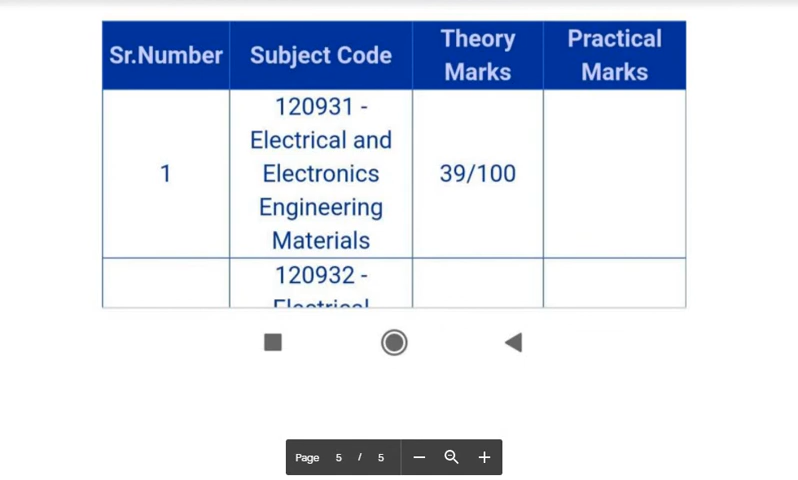 Sr.Number Subject Code Theory Marks Practical Marks
1
120931 -
Electrical and
Electronics
Engineering
Materials
39/100
120932 -
Electrical
Page 5 / 5